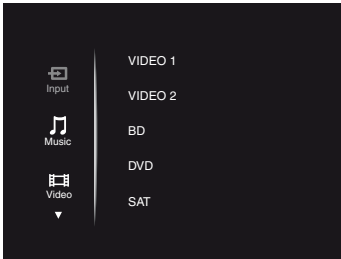 Input
Music
Video
VIDEO 1
VIDEO 2
BD
DVD
SAT